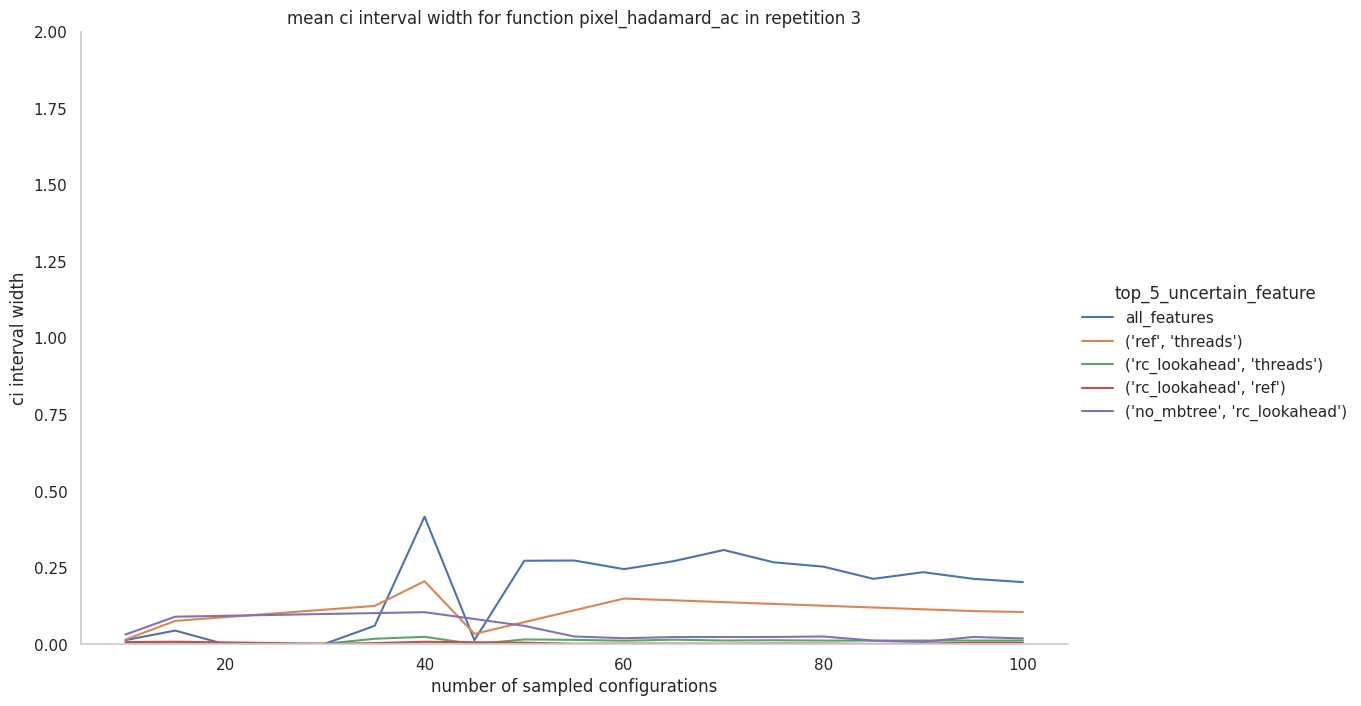 mean ci interval width for function pixel_hadamard_ac in repetition 3
2.00
1.75
1.50
1.25
1.00
0.75
0.50
0.25
0.00
ci interval width
20
40
60
80
100
number of sampled configurations
top_5_uncertain_feature
all_features
('ref', 'threads')
('rc_lookahead', 'threads')
('rc_lookahead', 'ref')
('no_mbtree', 'rc_lookahead')